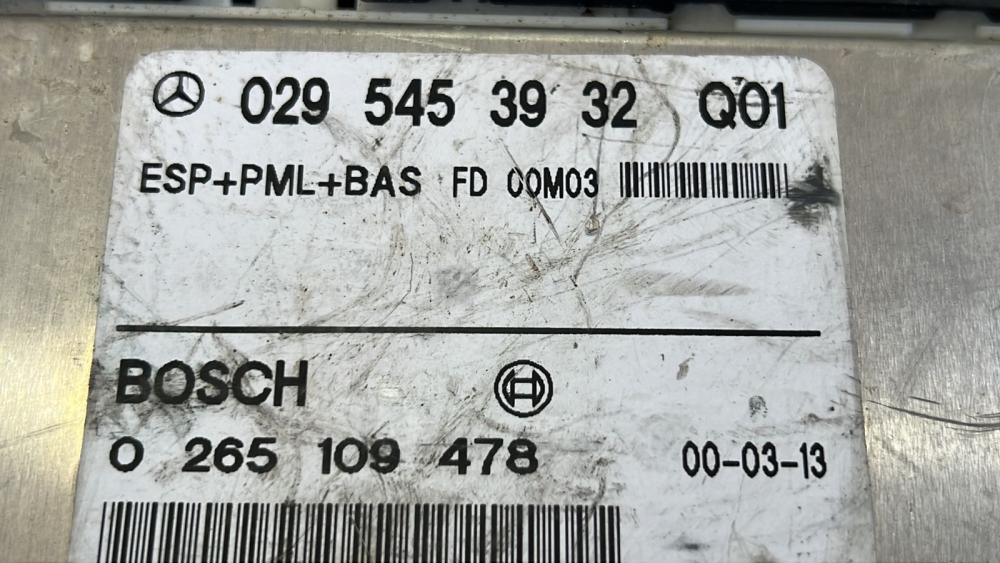 029 545 39 32 Q01
ESP+PML+BAS FD 00M03
BOSCH
0 265 109 478 00-03-13